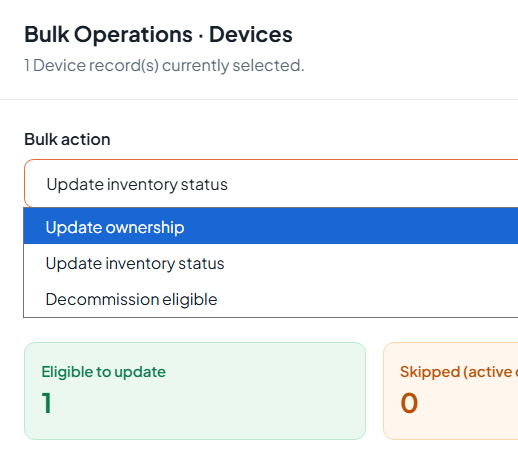 Bulk Operations · Devices
1 Device record(s) currently selected.
Bulk action
Update inventory status
Update ownership
Update inventory status
Decommission eligible
Eligible to update
1
Skipped (active
0